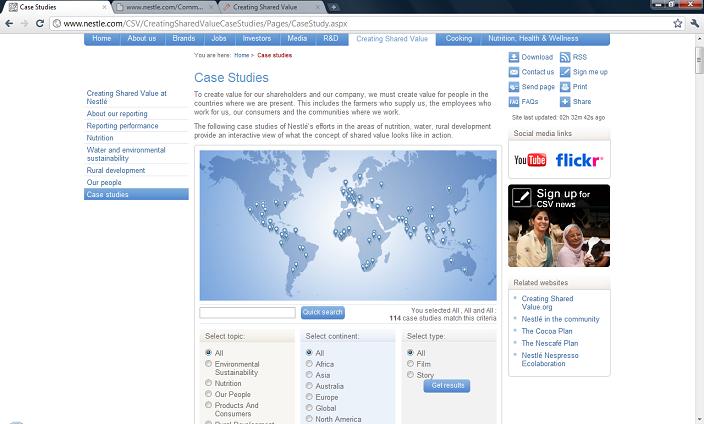 Case Studies
www.nestle.com/Comm...
Creating Shared Value
www.nestle.com/CSV/CreatingSharedValueCaseStudies/Pages/CaseStudy.aspx
Home About us Brands Jobs Investors Media R&D Creating Shared Value Cooking Nutrition, Health & Wellness
You are here: Home > Case studies
Case Studies
To create value for our shareholders and our company, we must create value for people in the
countries where we are present. This includes the farmers who supply us, the employees who
work for us, our consumers and the communities where we work.
The following case studies of Nestlé's efforts in the areas of nutrition, water, rural development
provide an interactive view of what the concept of shared value looks like in action.
Creating Shared Value at
Nestlé
About our reporting
Reporting performance
Nutrition
Water and environmental
sustainability
Rural development
Our people
Case studies
Quick search
You selected All , All and All :
114 case studies match this criteria
Select topic:
All
Environmental
Sustainability
Nutrition
Our People
Products And
Consumers
Rural Development
Select continent:
All
Africa
Asia
Australia
Europe
Global
North America
Select type:
All
Film
Story
Get results
Download RSS
Contact us Sign me up
Send page Print
FAQ FAQs Share
Site last updated: 02h 32m 42s ago
Social media links
YouTube flickr
Sign up for
CSV news
Related websites
Creating Shared
Value.org
Nestlé in the community
The Cocoa Plan
The Nescafé Plan
Nestlé Nespresso
Ecolaboration